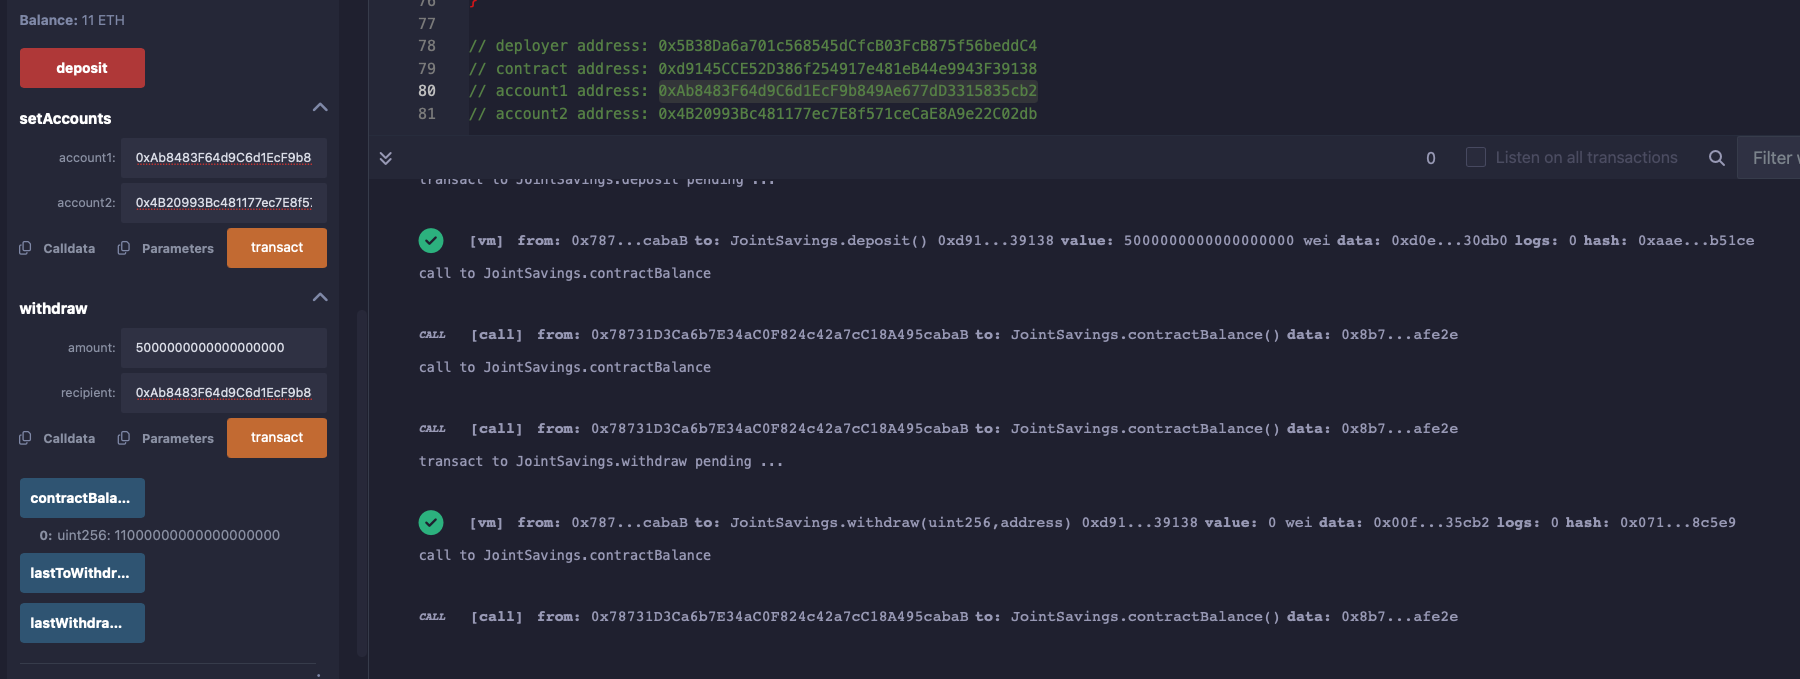 Balance: 11 ETH
deposit
setAccounts
account1: 0xAb8483F64d9C6d1EcF9b8
account2: 0x4B20993Bc481177ec7E8f57
Calldata Parameters transact
withdraw
amount: 5000000000000000000
recipient: 0xAb8483F64d9C6d1EcF9b8
Calldata Parameters transact
contractBala...
0: uint256: 11000000000000000000
lastToWithdr...
lastWithdra...
76 }
77
78 // deployer address: 0x5B38Da6a701c568545dCfcB03FcB875f56beddC4
79 // contract address: 0xd9145CCE52D386f254917e481eB44e9943F39138
80 // account1 address: 0xAb8483F64d9C6d1EcF9b849Ae677dD3315835cb2
81 // account2 address: 0x4B20993Bc481177ec7E8f571ceCaE8A9e22C02db
0 Listen on all transactions Filter
transact to JointSavings.deposit pending ...
[vm] from: 0x787...cabaB to: JointSavings.deposit() 0xd91...39138 value: 5000000000000000000 wei data: 0xd0e...30db0 logs: 0 hash: 0xaae...b51ce
call to JointSavings.contractBalance
CALL [call] from: 0x78731D3Ca6b7E34aC0F824c42a7cC18A495cabaB to: JointSavings.contractBalance() data: 0x8b7...afe2e
call to JointSavings.contractBalance
CALL [call] from: 0x78731D3Ca6b7E34aC0F824c42a7cC18A495cabaB to: JointSavings.contractBalance() data: 0x8b7...afe2e
transact to JointSavings.withdraw pending ...
[vm] from: 0x787...cabaB to: JointSavings.withdraw(uint256,address) 0xd91...39138 value: 0 wei data: 0x00f...35cb2 logs: 0 hash: 0x071...8c5e9
call to JointSavings.contractBalance
CALL [call] from: 0x78731D3Ca6b7E34aC0F824c42a7cC18A495cabaB to: JointSavings.contractBalance() data: 0x8b7...afe2e